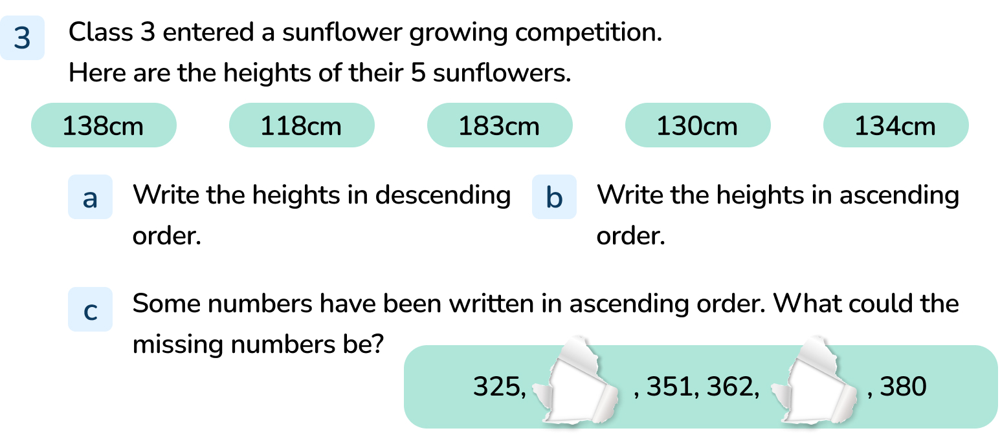 3
Class 3 entered a sunflower growing competition.
Here are the heights of their 5 sunflowers.
138cm 118cm 183cm 130cm 134cm
a
Write the heights in descending
order.
b
Write the heights in ascending
order.
c
Some numbers have been written in ascending order. What could the
missing numbers be?
325, , 351, 362, , 380